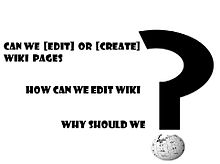 CAN WE [EDIT] OR [CREATE]
WIKI PAGES
HOW CAN WE EDIT WIKI
WHY SHOULD WE
?